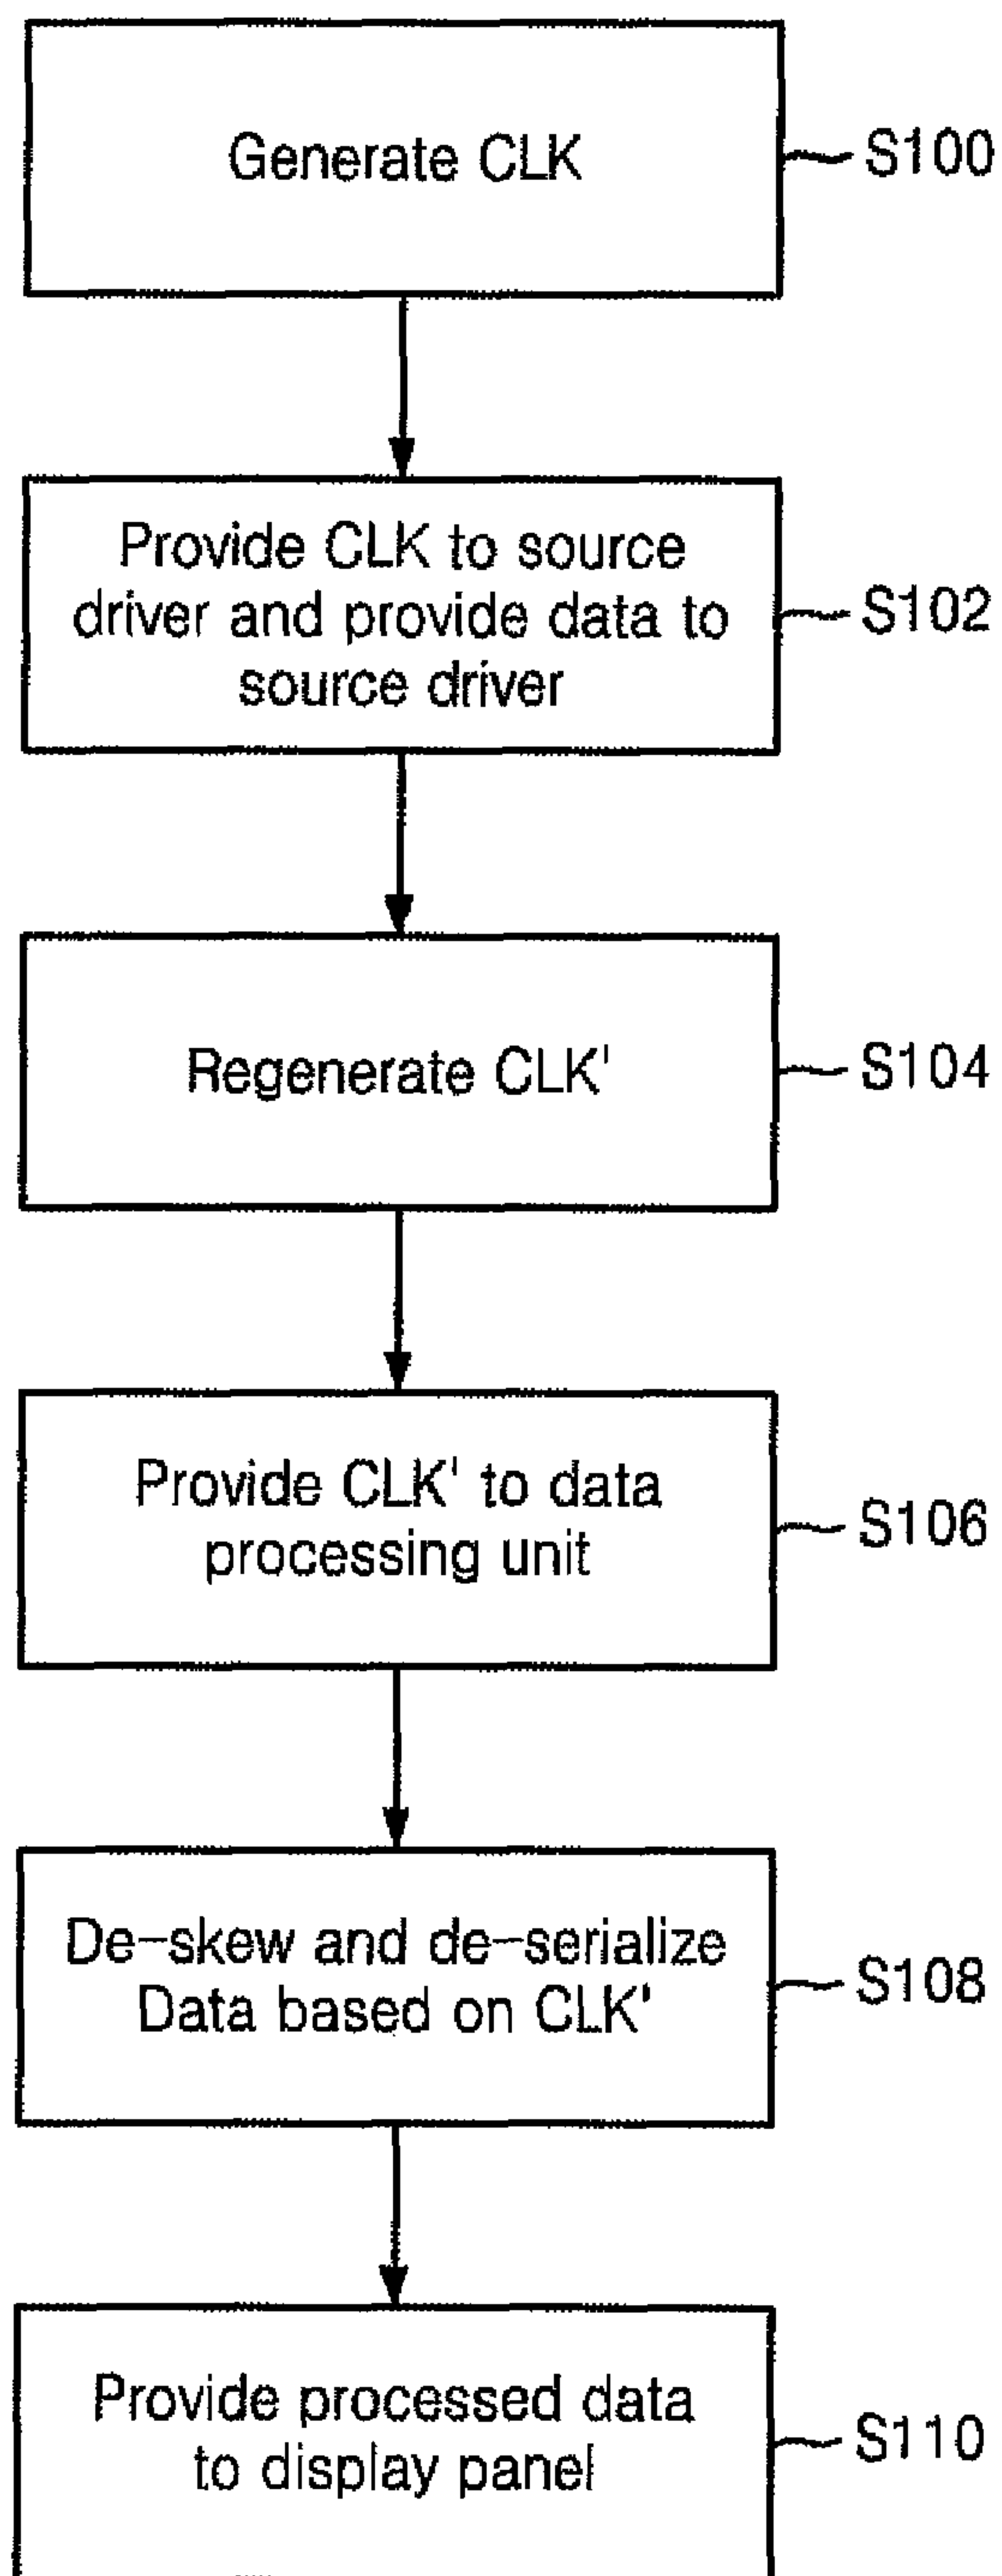 Generate CLK
S100
Provide CLK to source
driver and provide data to
source driver
S102
Regenerate CLK'
S104
Provide CLK' to data
processing unit
S106
De-skew and de-serialize
Data based on CLK'
S108
Provide processed data
to display panel
S110